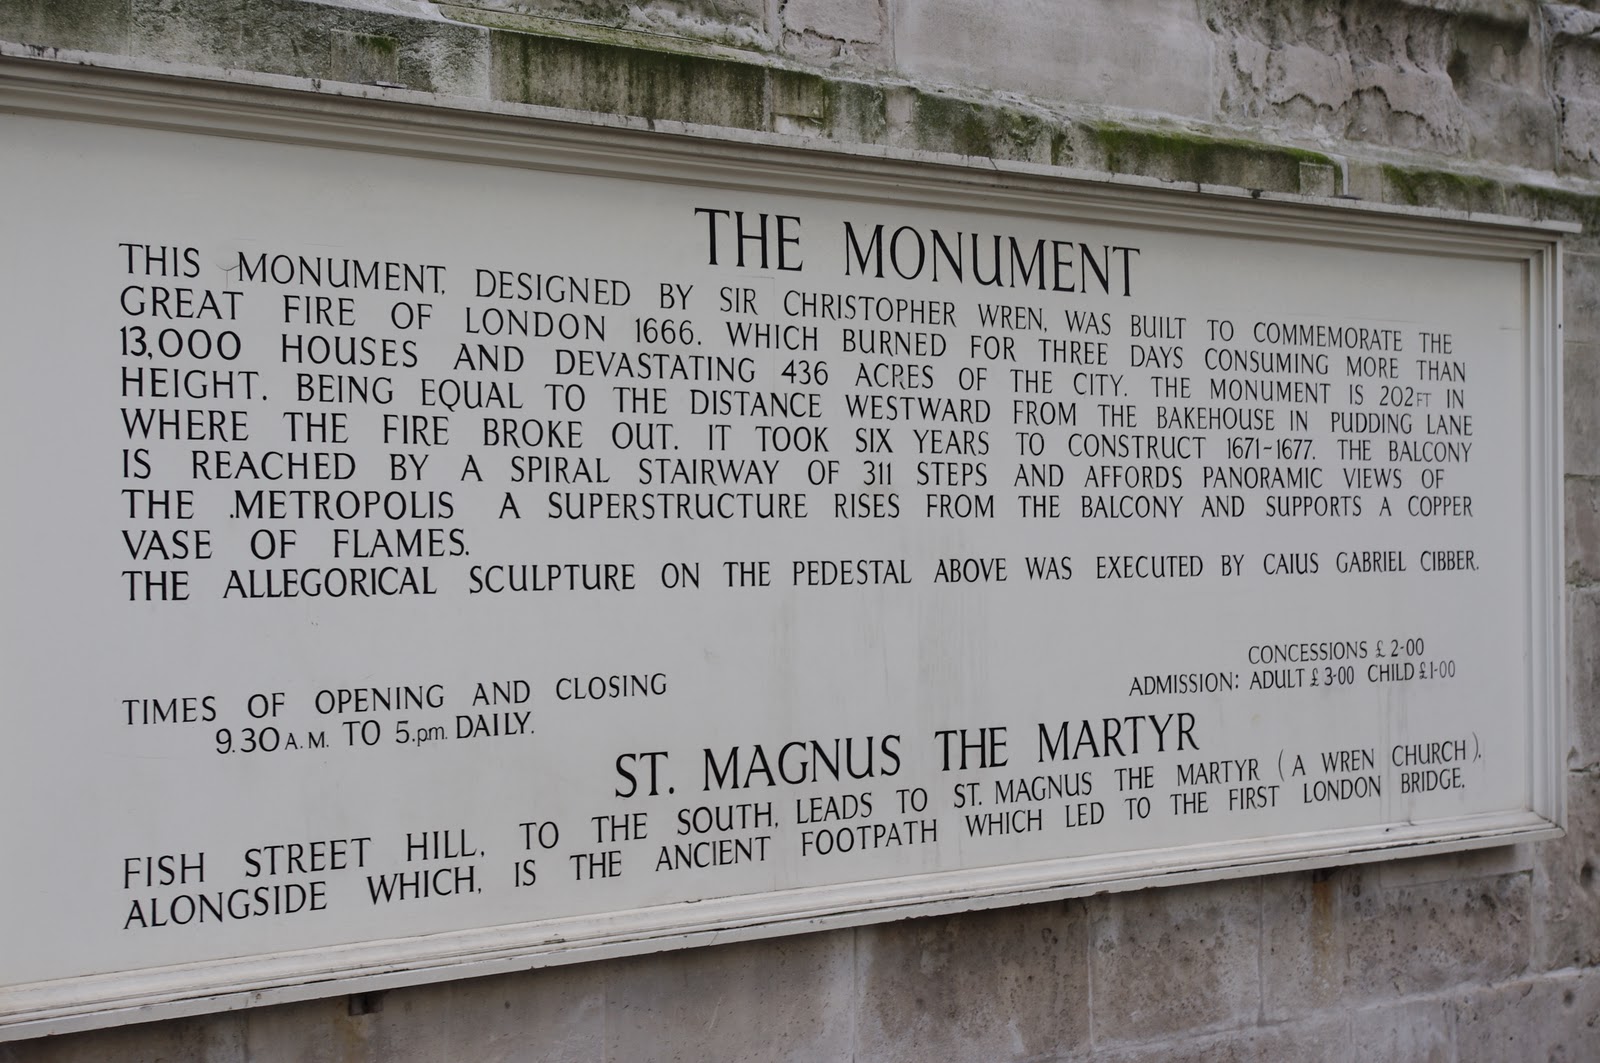 THE MONUMENT
THIS MONUMENT, DESIGNED BY SIR CHRISTOPHER WREN, WAS BUILT TO COMMEMORATE THE
GREAT FIRE OF LONDON 1666. WHICH BURNED FOR THREE DAYS CONSUMING MORE THAN
13,000 HOUSES AND DEVASTATING 436 ACRES OF THE CITY. THE MONUMENT IS 202FT IN
HEIGHT. BEING EQUAL TO THE DISTANCE WESTWARD FROM THE BAKEHOUSE IN PUDDING LANE
WHERE THE FIRE BROKE OUT. IT TOOK SIX YEARS TO CONSTRUCT 1671-1677. THE BALCONY
IS REACHED BY A SPIRAL STAIRWAY OF 311 STEPS AND AFFORDS PANORAMIC VIEWS OF
THE .METROPOLIS A SUPERSTRUCTURE RISES FROM THE BALCONY AND SUPPORTS A COPPER
VASE OF FLAMES.
THE ALLEGORICAL SCULPTURE ON THE PEDESTAL ABOVE WAS EXECUTED BY CAIUS GABRIEL CIBBER.
TIMES OF OPENING AND CLOSING
9.30 A.M. TO 5.pm. DAILY.
CONCESSIONS £ 2-00
ADMISSION: ADULT £ 3-00 CHILD £1-00
ST. MAGNUS THE MARTYR
FISH STREET HILL, TO THE SOUTH, LEADS TO ST. MAGNUS THE MARTYR (A WREN CHURCH).
ALONGSIDE WHICH, IS THE ANCIENT FOOTPATH WHICH LED TO THE FIRST LONDON BRIDGE.